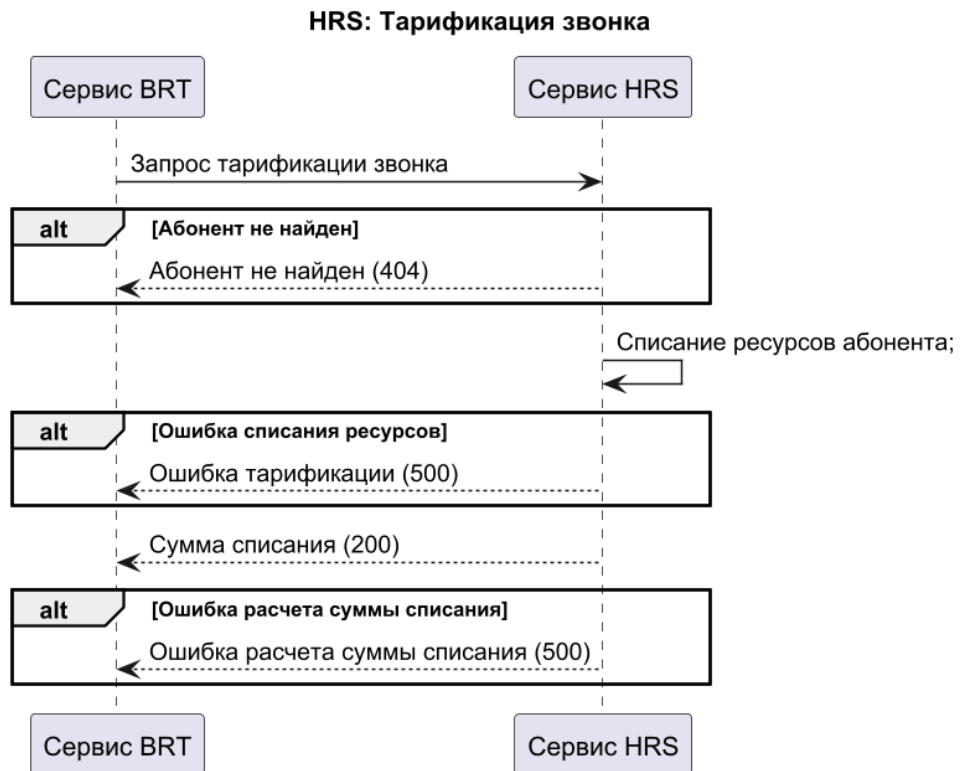 HRS: Тарификация звонка
Сервис BRT
Сервис HRS
Запрос тарификации звонка
alt
[Абонент не найден]
Абонент не найден (404)
Списание ресурсов абонента;
alt
[Ошибка списания ресурсов]
Ошибка тарификации (500)
Сумма списания (200)
alt
[Ошибка расчета суммы списания]
Ошибка расчета суммы списания (500)
Сервис BRT
Сервис HRS